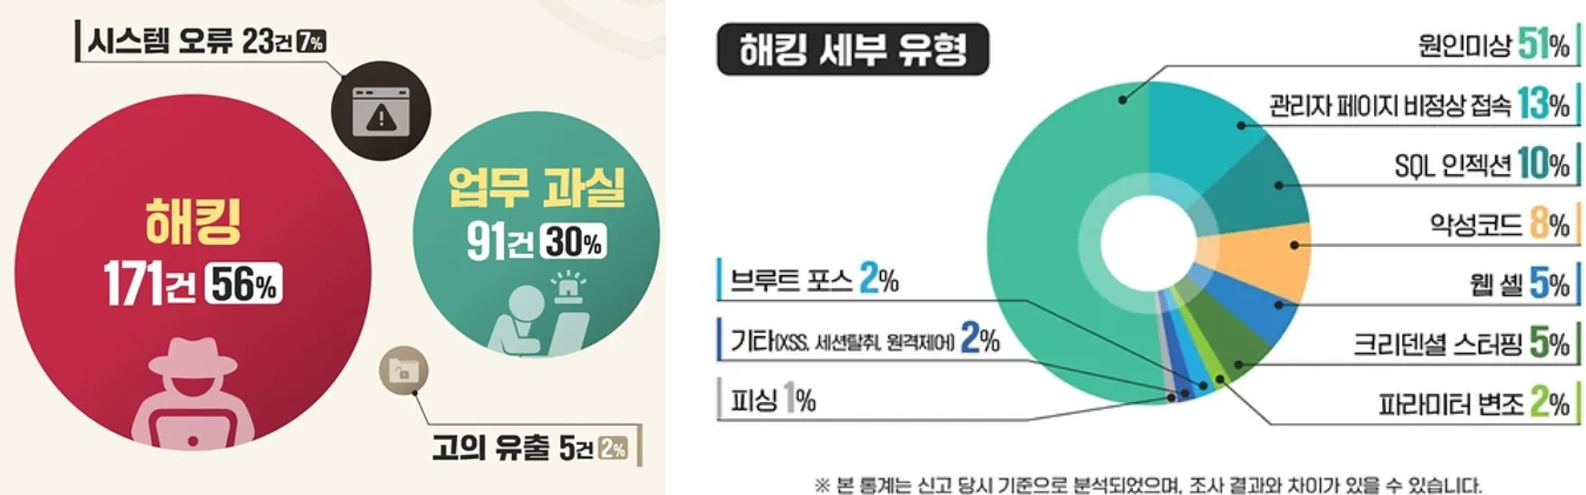 시스템 오류 23건 7%
해킹
171건 56%
업무 과실
91건 30%
고의 유출 5건 2%
해킹 세부 유형
원인미상 51%
관리자 페이지 비정상 접속 13%
SQL 인젝션 10%
악성코드 8%
웹 셸 5%
크리덴셜 스터핑 5%
파라미터 변조 2%
브루트 포스 2%
기타(XSS, 세션탈취, 원격제어) 2%
피싱 1%
※ 본 통계는 신고 당시 기준으로 분석되었으며, 조사 결과와 차이가 있을 수 있습니다.